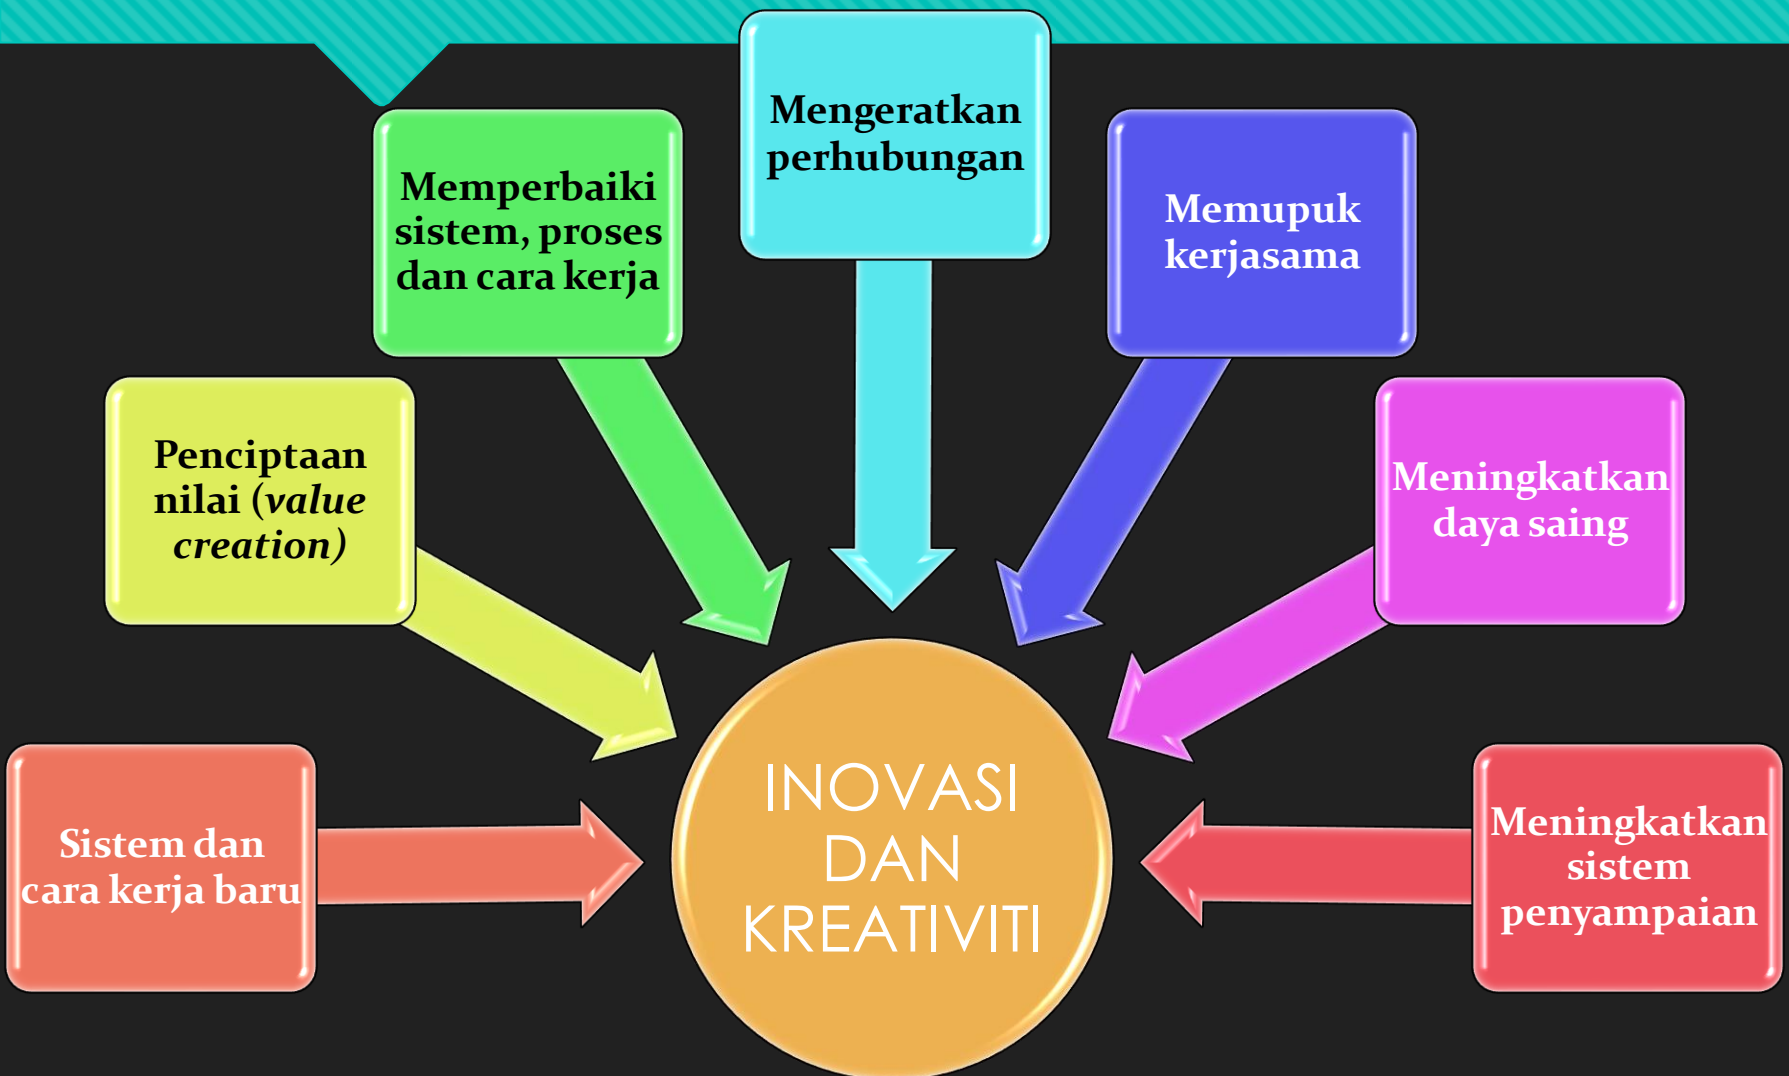 Mengeratkan
perhubungan
Memperbaiki
sistem, proses
dan cara kerja
Memupuk
kerjasama
Penciptaan
nilai (value
creation)
Meningkatkan
daya saing
Sistem dan
cara kerja baru
INOVASI
DAN
KREATIVITI
Meningkatkan
sistem
penyampaian